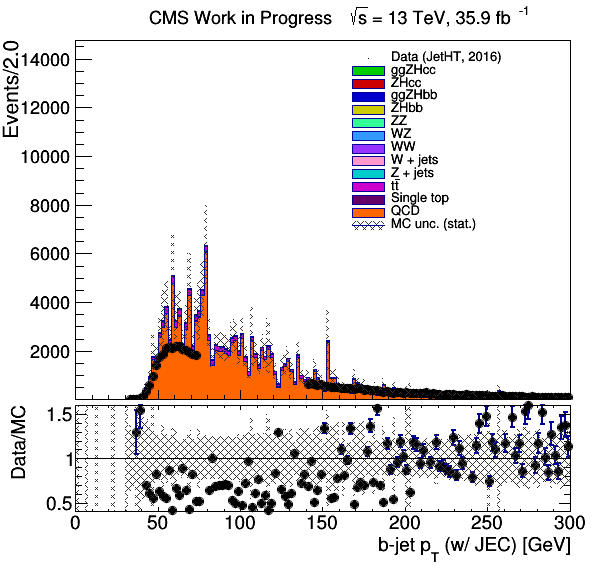 CMS Work in Progress √s = 13 TeV, 35.9 fb -1
Events/2.0
14000
12000
10000
8000
6000
4000
2000
Data (JetHT, 2016)
ggZHcc
ZHcc
ggZHbb
ZHbb
ZZ
WZ
WW
W + jets
Z + jets
tt̄
Single top
QCD
MC unc. (stat.)
Data/MC
1.5
1
0.5
0 50 100 150 200 250 300
b-jet p_T (w/ JEC) [GeV]